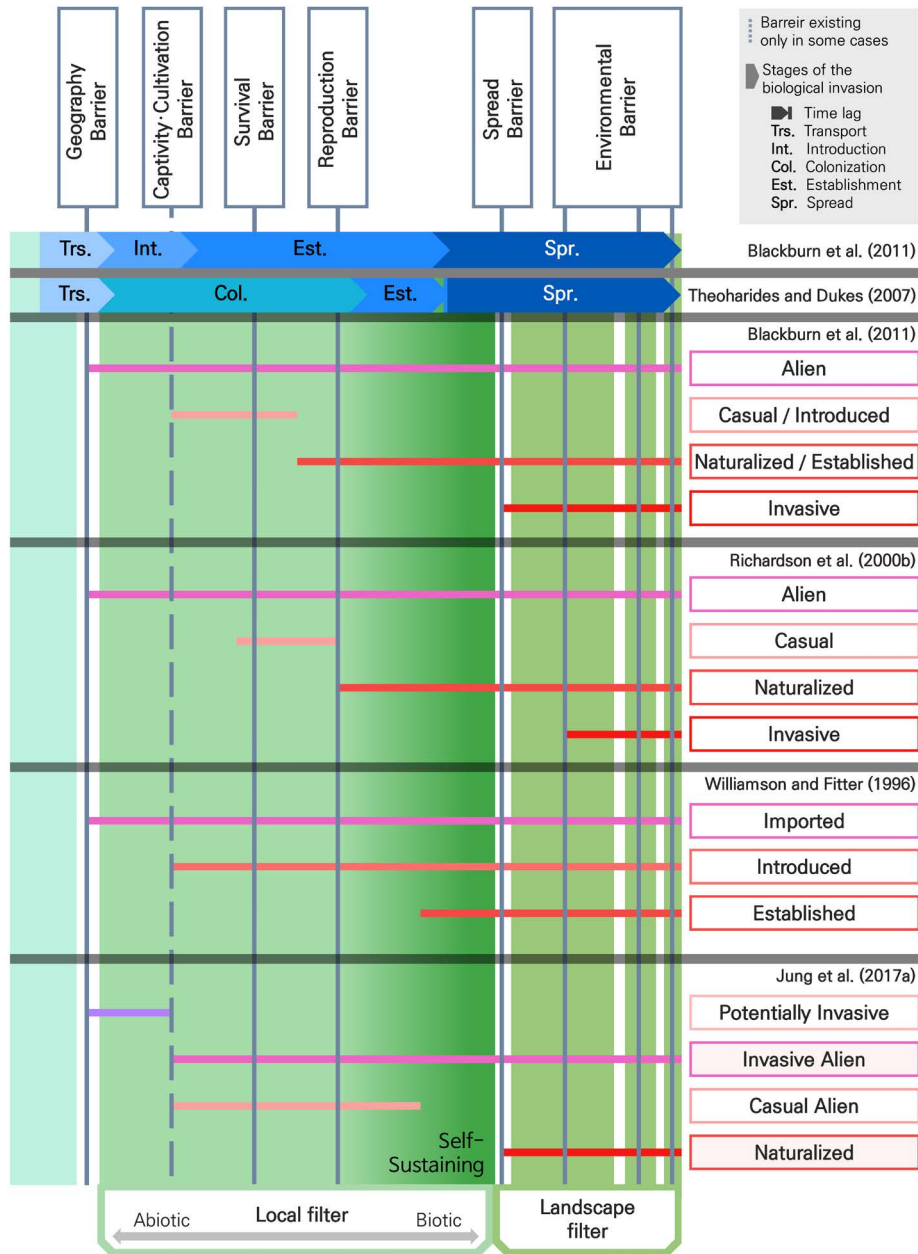 Geography
Barrier
Captivity·Cultivation
Barrier
Survival
Barrier
Reproduction
Barrier
Spread
Barrier
Environmental
Barrier
Barreir existing
only in some cases
Stages of the
biological invasion
Time lag
Trs. Transport
Int. Introduction
Col. Colonization
Est. Establishment
Spr. Spread
Trs. Int. Est. Spr. Blackburn et al. (2011)
Trs. Col. Est. Spr. Theoharides and Dukes (2007)
Blackburn et al. (2011)
Alien
Casual / Introduced
Naturalized / Established
Invasive
Richardson et al. (2000b)
Alien
Casual
Naturalized
Invasive
Williamson and Fitter (1996)
Imported
Introduced
Established
Jung et al. (2017a)
Potentially Invasive
Invasive Alien
Casual Alien
Self-
Sustaining
Naturalized
Abiotic Local filter Biotic
Landscape
filter